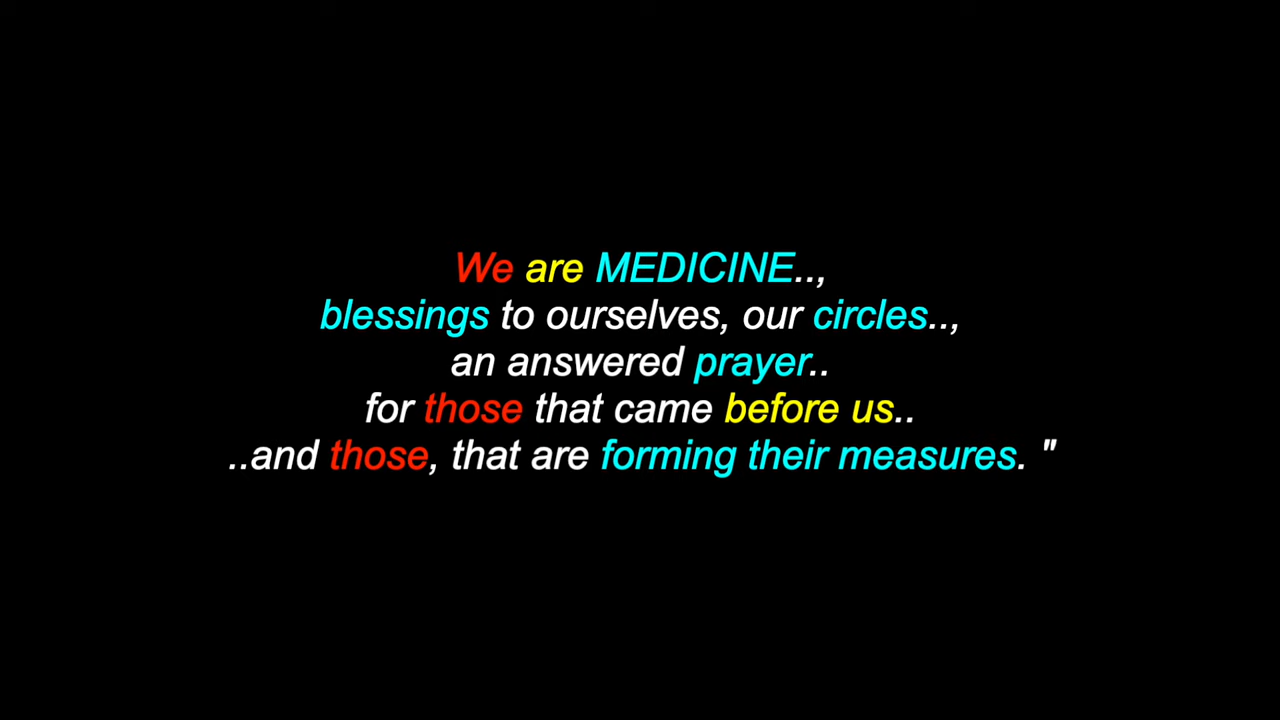 We are MEDICINE..,
blessings to ourselves, our circles..,
an answered prayer..
for those that came before us..
..and those, that are forming their measures. "